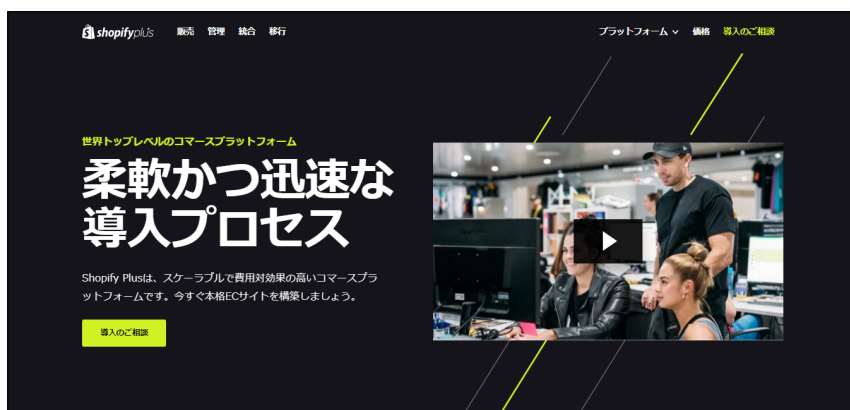 shopifyplus 販売 管理 統合 移行 プラットフォーム 価格 導入のご相談
世界トップレベルのコマースプラットフォーム
柔軟かつ迅速な
導入プロセス
Shopify Plusは、スケーラブルで費用対効果の高いコマースプラ
ットフォームです。今すぐ本格ECサイトを構築しましょう。
導入のご相談